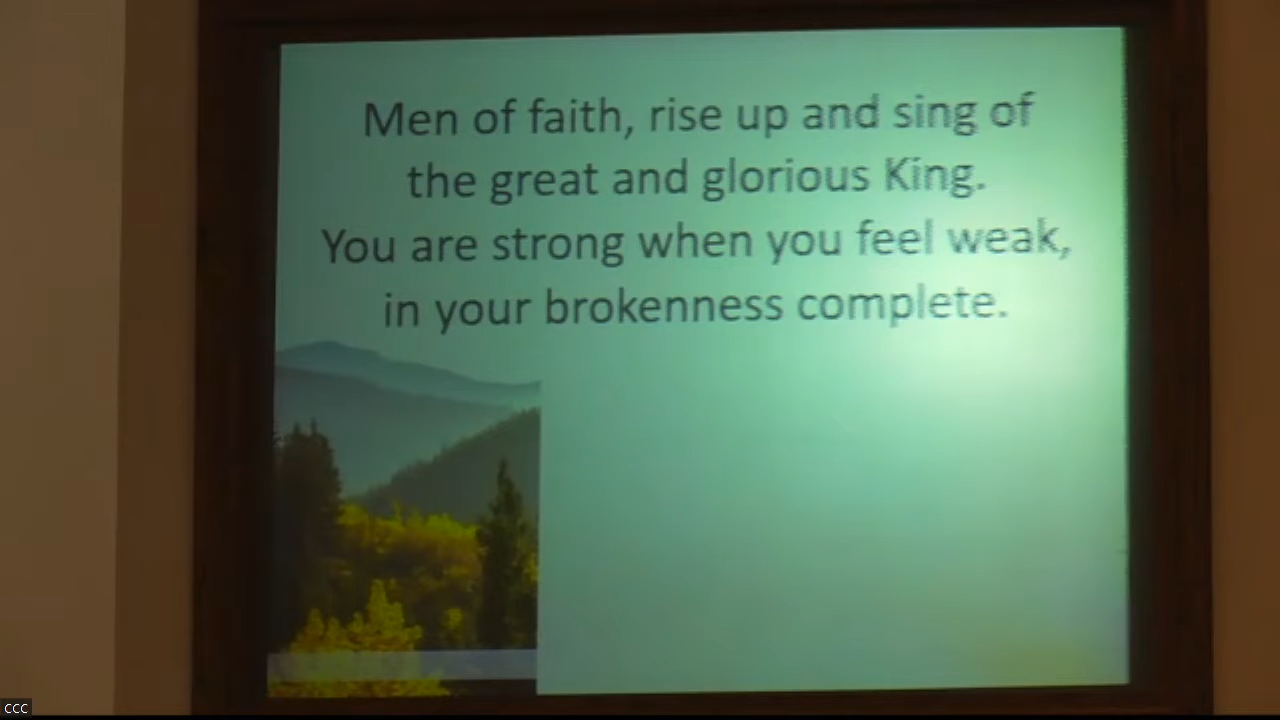 Men of faith, rise up and sing of
the great and glorious King.
You are strong when you feel weak,
in your brokenness complete.
ccc